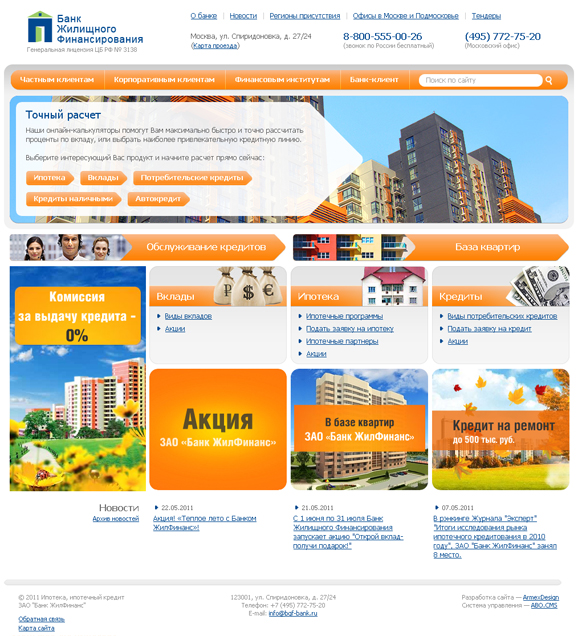 Банк
Жилищного
Финансирования
Генеральная лицензия ЦБ РФ № 3138
О банке
Новости
Регионы присутствия
Офисы в Москве и Подмосковье
Тендеры
Москва, ул. Спиридоновка, д. 27/24
(Карта проезда)
8-800-555-00-26
(звонок по России бесплатный)
(495) 772-75-20
(Московский офис)
Частным клиентам
Корпоративным клиентам
Финансовым институтам
Банк-клиент
Поиск по сайту
Точный расчет
Наши онлайн-калькуляторы помогут Вам максимально быстро и точно рассчитать
проценты по вкладу, или выбрать наиболее привлекательную кредитную линию.
Выберите интересующий Вас продукт и начните расчет прямо сейчас:
Ипотека
Вклады
Потребительские кредиты
Кредиты наличными
Автокредит
Обслуживание кредитов
База квартир
Комиссия
за выдачу кредита -
0%
Вклады
Виды вкладов
Акции
Ипотека
Ипотечные программы
Подать заявку на ипотеку
Ипотечные партнеры
Акции
Кредиты
Виды потребительских кредитов
Подать заявку на кредит
Акции
Акция
ЗАО «Банк ЖилФинанс»
В базе квартир
ЗАО «Банк ЖилФинанс»
Кредит на ремонт
до 500 тыс. руб.
Новости
Архив новостей
22.05.2011
Акция! «Теплое лето с Банком
ЖилФинанс»!
21.05.2011
С 1 июня по 31 июля Банк
Жилищного Финансирования
запускает акцию "Открой вклад-
получи подарок!"
07.05.2011
В рэнкинге Журнала "Эксперт"
"Итоги исследования рынка
ипотечного кредитования в 2010
году", ЗАО "Банк ЖилФинанс" занял
8 место.
© 2011 Ипотека, ипотечный кредит
ЗАО "Банк ЖилФинанс"
Обратная связь
Карта сайта
123001, ул. Спиридоновка, д. 27/24
Телефон: +7 (495) 772-75-20
E-mail: info@bgf-bank.ru
Разработка сайта — ArmexDesign
Система управления — ABO.CMS